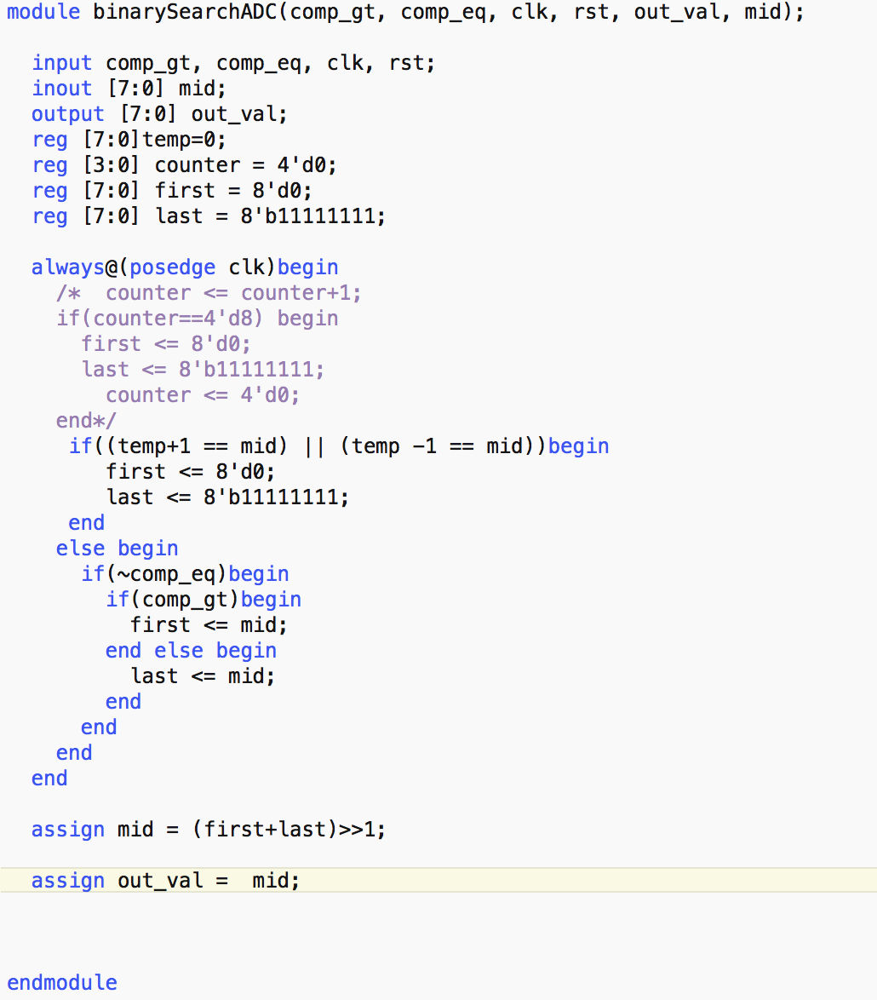 module binarySearchADC(comp_gt, comp_eq, clk, rst, out_val, mid);
input comp_gt, comp_eq, clk, rst;
inout [7:0] mid;
output [7:0] out_val;
reg [7:0]temp=0;
reg [3:0] counter = 4'd0;
reg [7:0] first = 8'd0;
reg [7:0] last = 8'b11111111;
always@(posedge clk)begin
/*  counter <= counter+1;
if(counter==4'd8) begin
first <= 8'd0;
last <= 8'b11111111;
counter <= 4'd0;
end*/
if((temp+1 == mid) || (temp -1 == mid))begin
first <= 8'd0;
last <= 8'b11111111;
end
else begin
if(~comp_eq)begin
if(comp_gt)begin
first <= mid;
end else begin
last <= mid;
end
end
end
end
assign mid = (first+last)>>1;
assign out_val =  mid;
endmodule